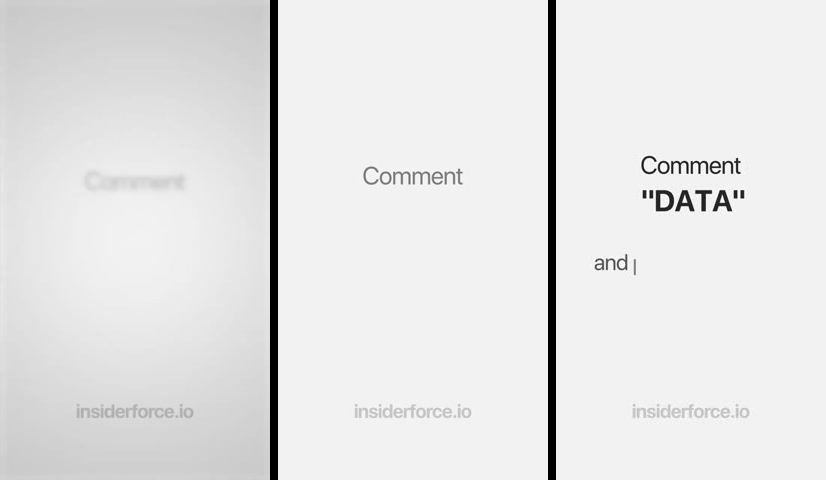 Comment
insiderforce.io
Comment
insiderforce.io
Comment
"DATA"
and
insiderforce.io